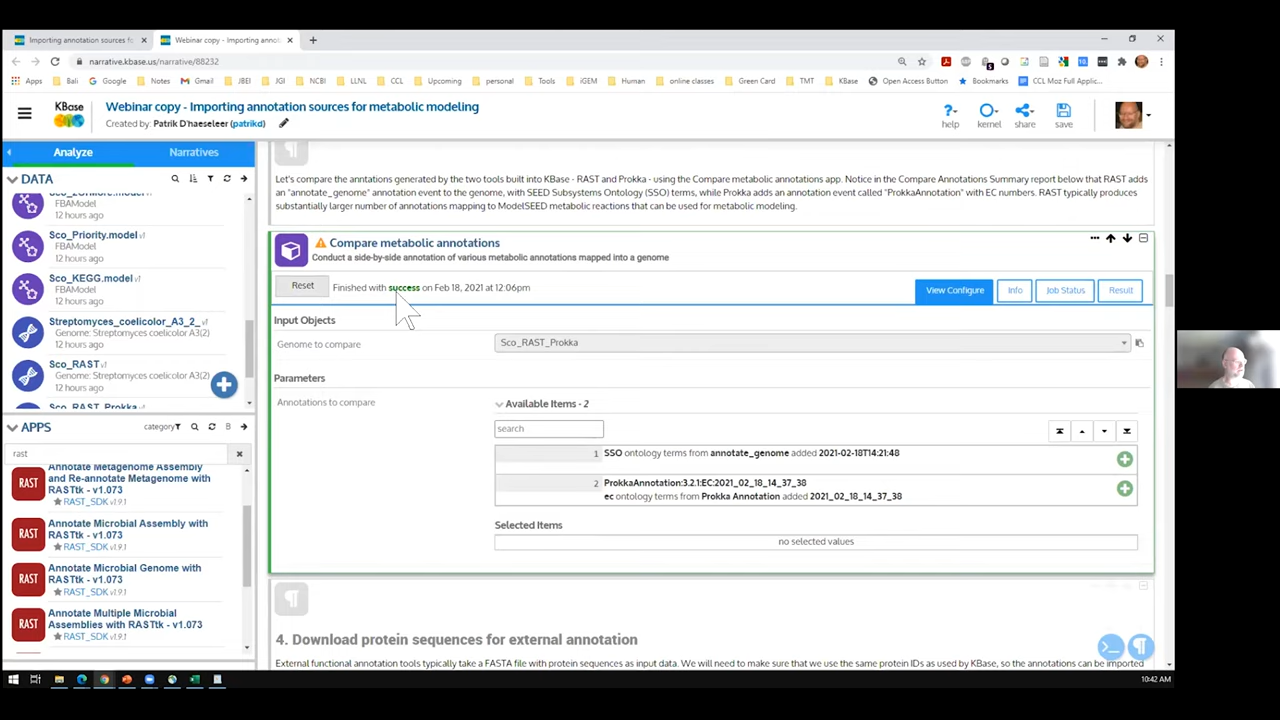 Importing annotation sources f
Webinar copy - Importing annot
narrative.kbase.us/narrative/88232
Apps
Bali
Google
Notes
Gmail
JBEI
JGI
NCBI
LLNL
CCL
Upcoming
personal
Tools
iGEM
Human
online classes
Green Card
TMT
KBase
Open Access Button
Bookmarks
CCL Moz Full Applic...
KBase
Webinar copy - Importing annotation sources for metabolic modeling
Created by: Patrik D'haeseleer (patrikd)
help
kernel
share
save
Analyze
Narratives
DATA
FBAModel
12 hours ago
Sco_Priority.model v1
FBAModel
12 hours ago
Sco_KEGG.model v1
FBAModel
12 hours ago
Streptomyces_coelicolor_A3_2_ v1
Genome: Streptomyces coelicolor A3(2)
12 hours ago
Sco_RAST v1
Genome: Streptomyces coelicolor A3(2)
12 hours ago
Sco_RAST_Prokka v1
APPS
category
B
rast
RAST
Annotate Metagenome Assembly
and Re-annotate Metagenome with
RASTtk - v1.073
RAST_SDK v1.9.1
RAST
Annotate Microbial Assembly with
RASTtk - v1.073
RAST_SDK v1.9.1
RAST
Annotate Microbial Genome with
RASTtk - v1.073
RAST_SDK v1.9.1
RAST
Annotate Multiple Microbial
Assemblies with RASTtk - v1.073
RAST_SDK v1.9.1
Let's compare the anntations generated by the two tools built into KBase - RAST and Prokka - using the Compare metabolic annotations app. Notice in the Compare Annotations Summary report below that RAST adds
an "annotate_genome" annotation event to the genome, with SEED Subsystems Ontology (SSO) terms, while Prokka adds an annotation event called "ProkkaAnnotation" with EC numbers. RAST typically produces
substantially larger number of annotations mapping to ModelSEED metabolic reactions that can be used for metabolic modeling.
Compare metabolic annotations
Conduct a side-by-side annotation of various metabolic annotations mapped into a genome
Reset
Finished with success on Feb 18, 2021 at 12:06pm
View Configure
Info
Job Status
Result
Input Objects
Genome to compare
Sco_RAST_Prokka
Parameters
Annotations to compare
Available Items - 2
search
1 SSO ontology terms from annotate_genome added 2021-02-18T14:21:48
2 ProkkaAnnotation:3.2.1:EC:2021_02_18_14_37_38
ec ontology terms from Prokka Annotation added 2021_02_18_14_37_38
Selected Items
no selected values
4. Download protein sequences for external annotation
External functional annotation tools typically take a FASTA file with protein sequences as input data. We will need to make sure that we use the same protein IDs as used by KBase, so the annotations can be imported
10:42 AM